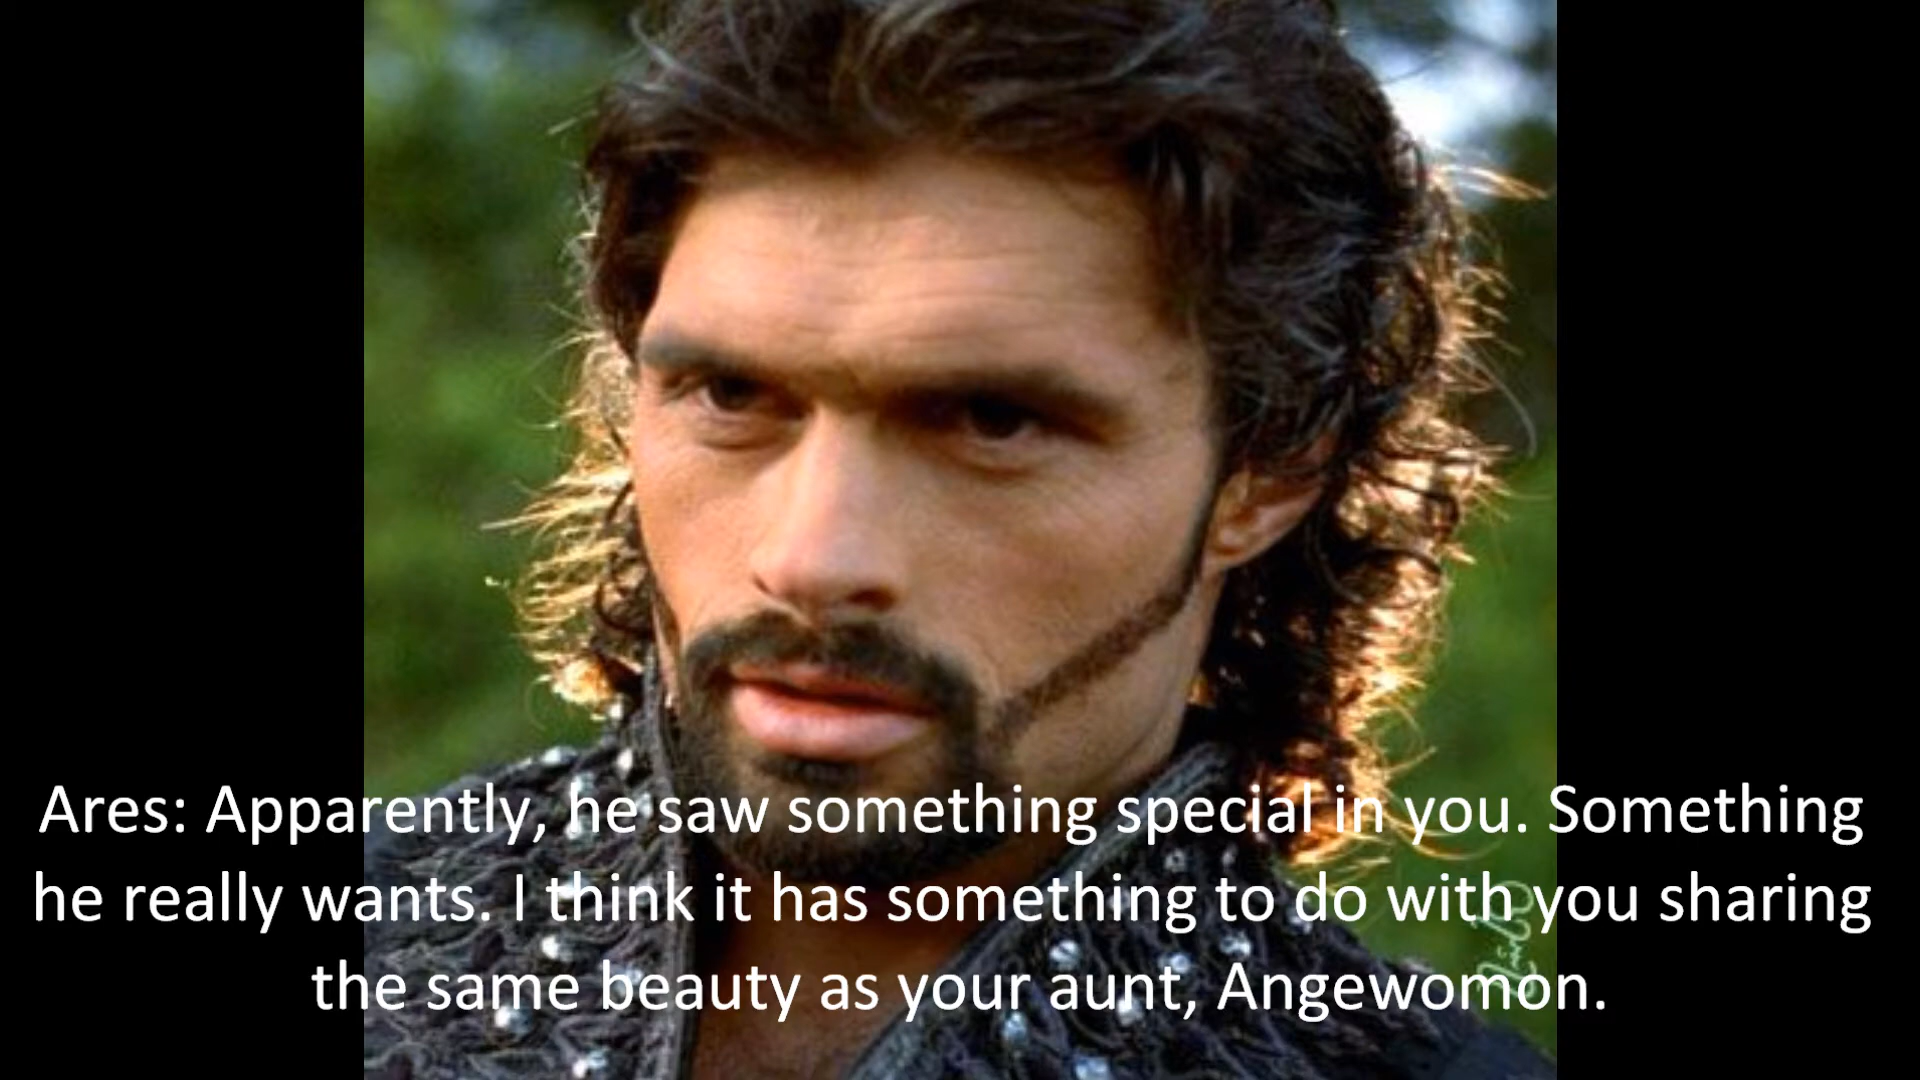 Ares: Apparently, he saw something special in you. Something
he really wants. I think it has something to do with you sharing
the same beauty as your aunt, Angewomon.